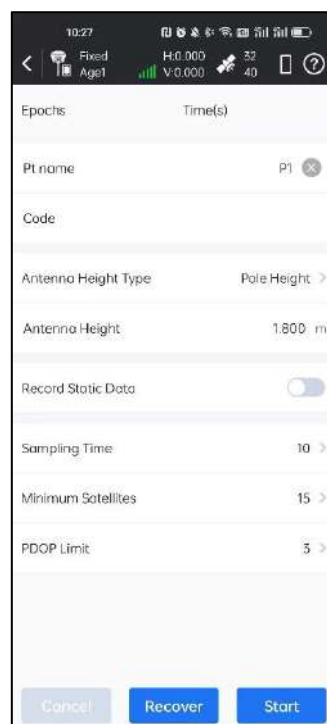 10:27
Fixed H:0.000 32
Age1 V:0.000 40
Epochs Time(s)
Pt name P1
Code
Antenna Height Type Pole Height
Antenna Height 1.800 m
Record Static Data
Sampling Time 10
Minimum Satellites 15
PDOP Limit 3
Cancel Recover Start